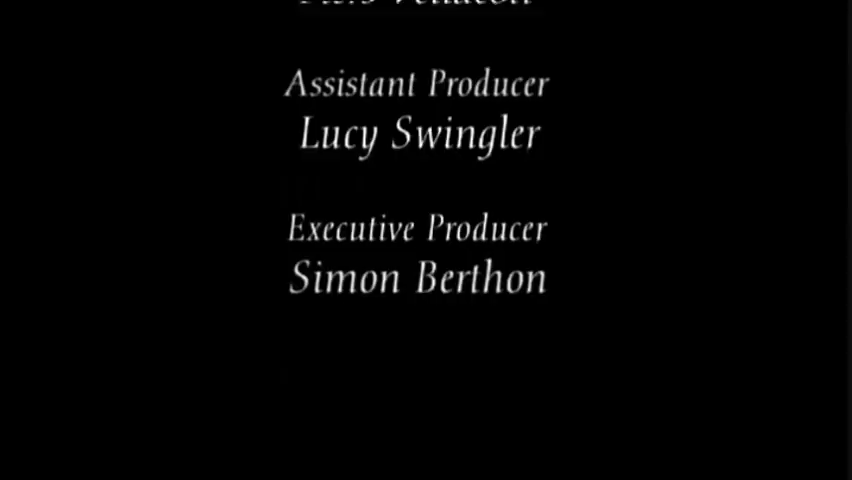 Assistant Producer
Lucy Swingler
Executive Producer
Simon Berthon